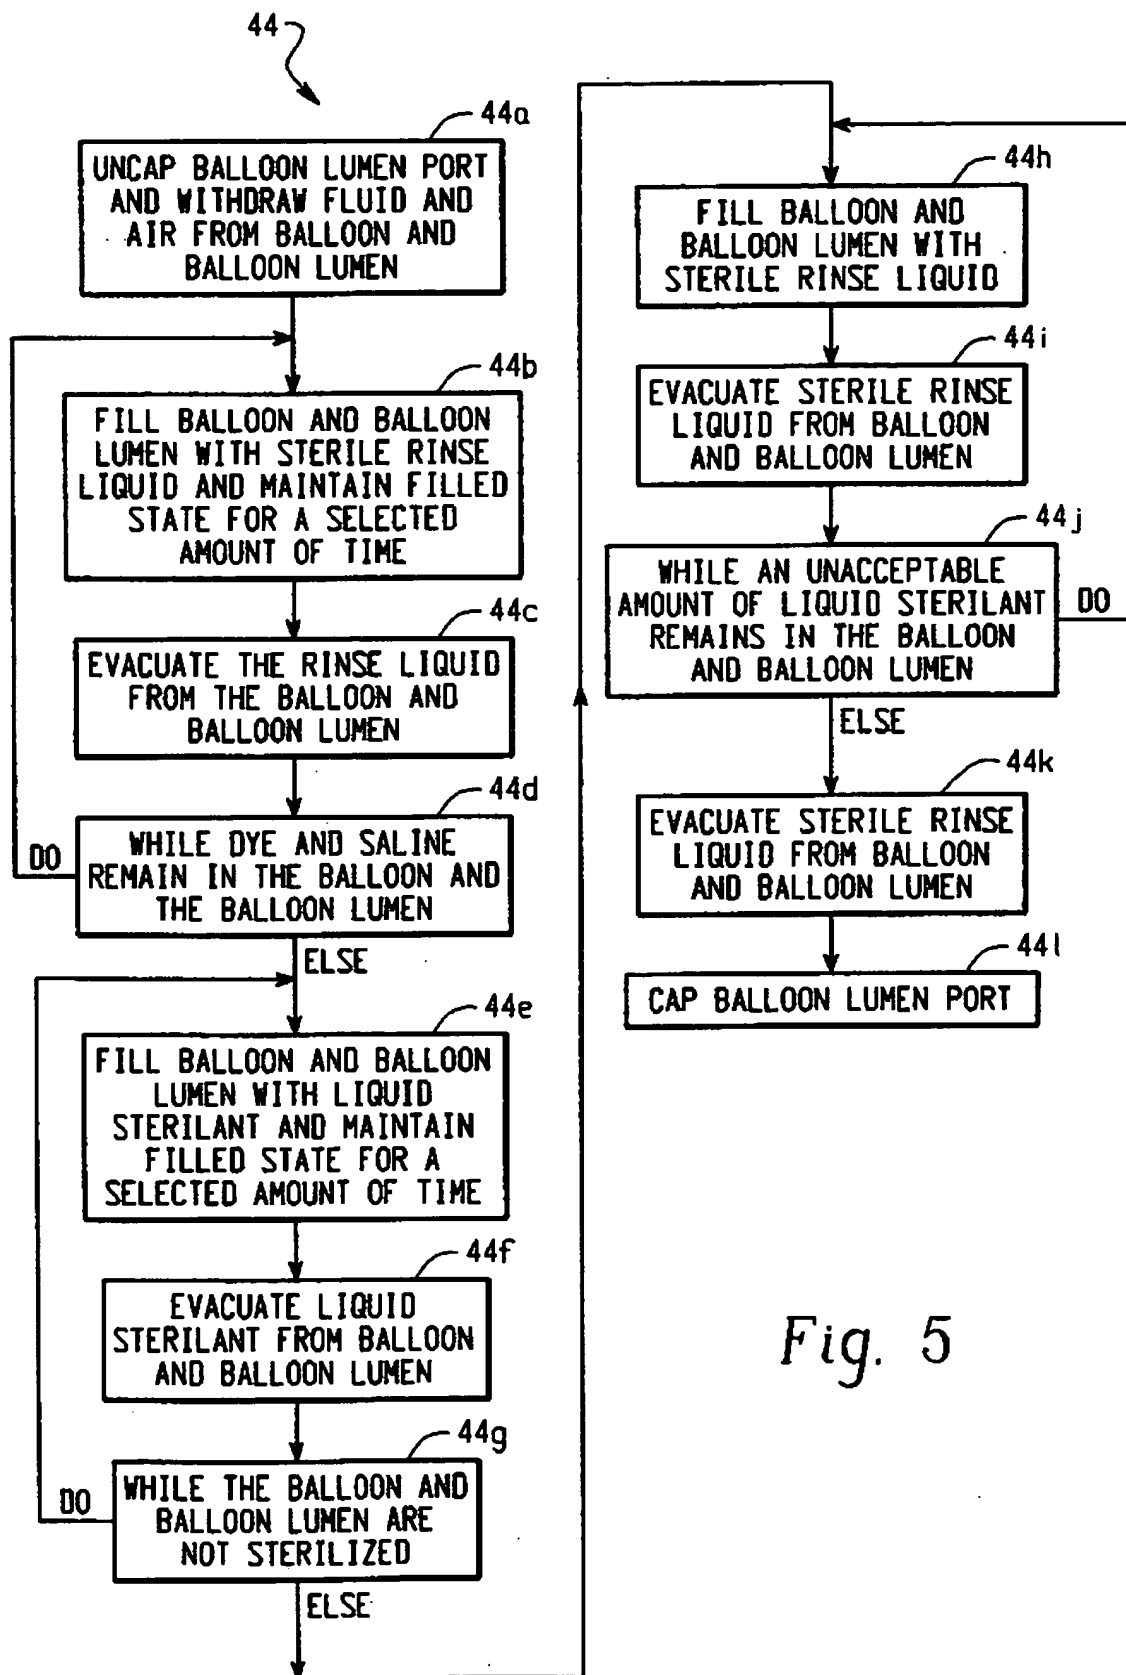 44
44a
UNCAP BALLOON LUMEN PORT
AND WITHDRAW FLUID AND
AIR FROM BALLOON AND
BALLOON LUMEN
44b
FILL BALLOON AND BALLOON
LUMEN WITH STERILE RINSE
LIQUID AND MAINTAIN FILLED
STATE FOR A SELECTED
AMOUNT OF TIME
44c
EVACUATE THE RINSE LIQUID
FROM THE BALLOON AND
BALLOON LUMEN
44d
DO
WHILE DYE AND SALINE
REMAIN IN THE BALLOON AND
THE BALLOON LUMEN
ELSE
44e
FILL BALLOON AND BALLOON
LUMEN WITH LIQUID
STERILANT AND MAINTAIN
FILLED STATE FOR A
SELECTED AMOUNT OF TIME
44f
EVACUATE LIQUID
STERILANT FROM BALLOON
AND BALLOON LUMEN
44g
DO
WHILE THE BALLOON AND
BALLOON LUMEN ARE
NOT STERILIZED
ELSE
44h
FILL BALLOON AND
BALLOON LUMEN WITH
STERILE RINSE LIQUID
44i
EVACUATE STERILE RINSE
LIQUID FROM BALLOON
AND BALLOON LUMEN
44j
WHILE AN UNACCEPTABLE
AMOUNT OF LIQUID STERILANT
REMAINS IN THE BALLOON
AND BALLOON LUMEN
DO
ELSE
44k
EVACUATE STERILE RINSE
LIQUID FROM BALLOON
AND BALLOON LUMEN
44l
CAP BALLOON LUMEN PORT
Fig. 5